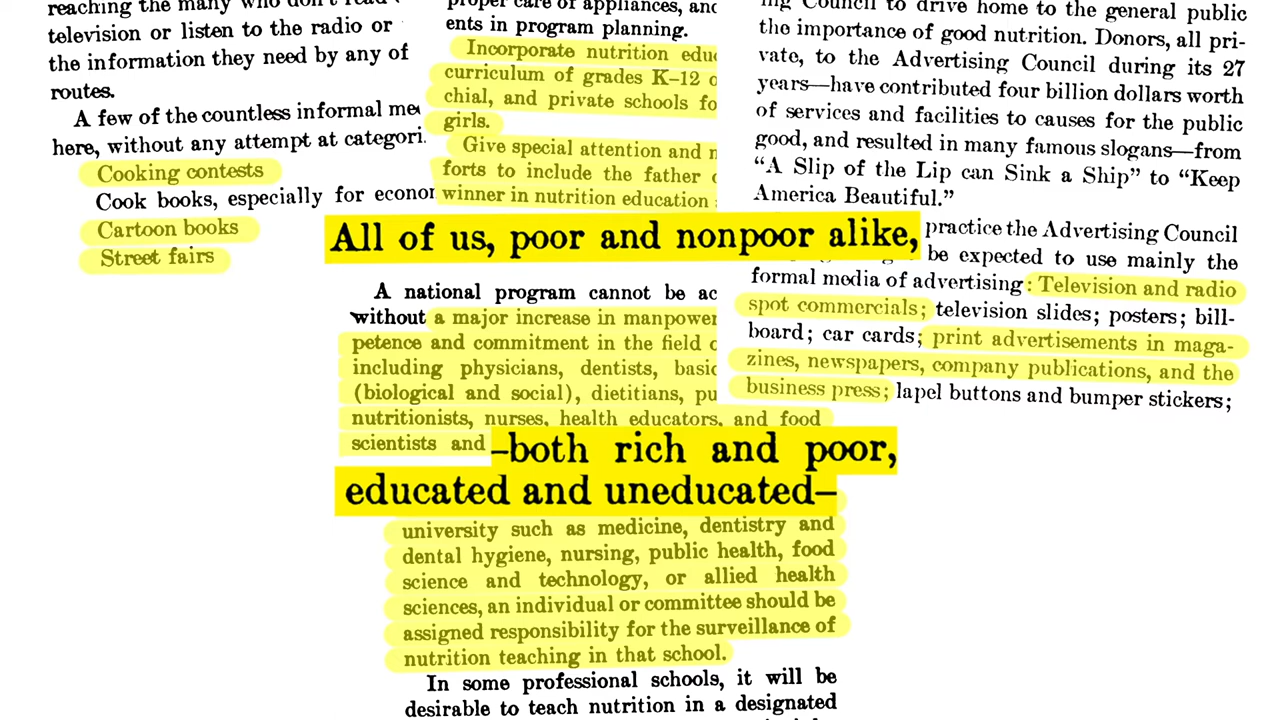 reaching the many who don't read
television or listen to the radio or
the information they need by any of
routes.
A few of the countless informal me
here, without any attempt at categori
Cooking contests
Cook books, especially for econo
Cartoon books
Street fairs
proper care of appliances, and
ents in program planning.
Incorporate nutrition edu
curriculum of grades K–12 o
chial, and private schools fo
girls.
Give special attention and
forts to include the father
winner in nutrition education
All of us, poor and nonpoor alike,
A national program cannot be ac
without a major increase in manpower
petence and commitment in the field
including physicians, dentists, basic
(biological and social), dietitians, pu
nutritionists, nurses, health educators, and food
scientists and
–both rich and poor,
educated and uneducated–
university such as medicine, dentistry and
dental hygiene, nursing, public health, food
science and technology, or allied health
sciences, an individual or committee should be
assigned responsibility for the surveillance of
nutrition teaching in that school.
In some professional schools, it will be
desirable to teach nutrition in a designated
ing Council to drive home to the general public
the importance of good nutrition. Donors, all pri-
vate, to the Advertising Council during its 27
years—have contributed four billion dollars worth
of services and facilities to causes for the public
good, and resulted in many famous slogans—from
“A Slip of the Lip can Sink a Ship” to “Keep
America Beautiful.”
practice the Advertising Council
be expected to use mainly the
formal media of advertising: Television and radio
spot commercials; television slides; posters; bill-
board; car cards; print advertisements in maga-
zines, newspapers, company publications, and the
business press; lapel buttons and bumper stickers;